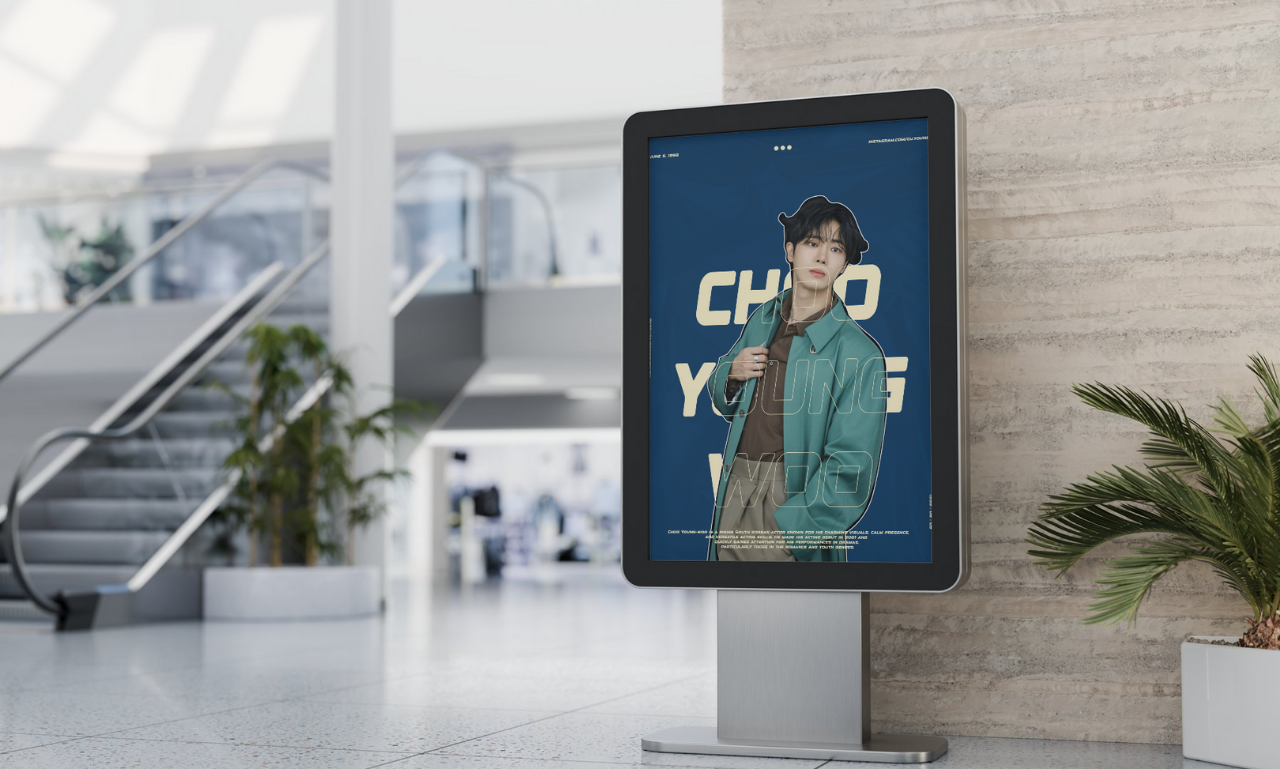 JUNE 5, 1996
INSTAGRAM.COM/CU.YOUNG
CHOO
YOUNG
WOO
CHOO YOUNG-WOO IS A RISING SOUTH KOREAN ACTOR KNOWN FOR HIS CHARMING VISUALS, CALM PRESENCE,
AND VERSATILE ACTING SKILLS. HE MADE HIS ACTING DEBUT IN 2021 AND
QUICKLY GAINED ATTENTION FOR HIS PERFORMANCES IN DRAMAS,
PARTICULARLY THOSE IN THE ROMANCE AND YOUTH GENRES.